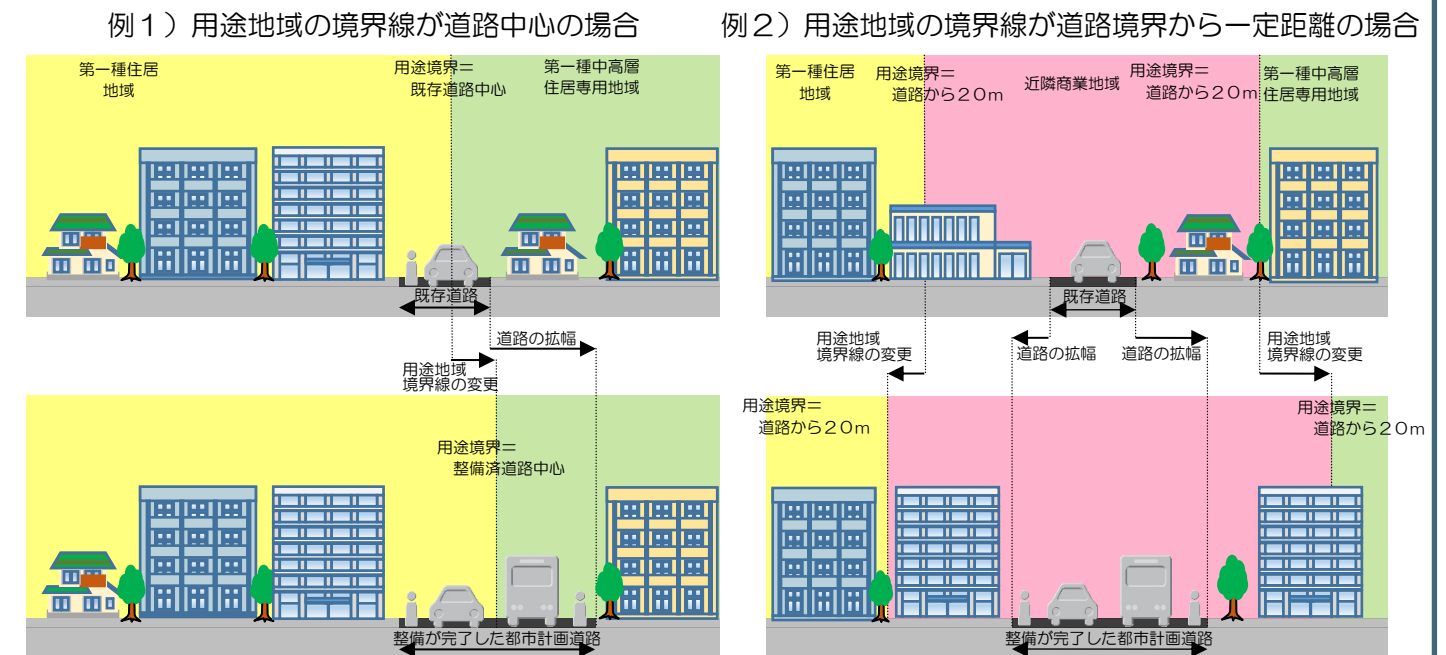 例１）用途地域の境界線が道路中心の場合
第一種住居
地域
用途境界＝
既存道路中心
第一種中高層
住居専用地域
既存道路
道路の拡幅
用途地域
境界線の変更
用途境界＝
整備済道路中心
整備が完了した都市計画道路
例２）用途地域の境界線が道路境界から一定距離の場合
第一種住居
地域
用途境界＝
道路から２０ｍ
近隣商業地域
用途境界＝
道路から２０ｍ
第一種中高層
住居専用地域
既存道路
用途地域
境界線の変更
道路の拡幅
道路の拡幅
用途地域
境界線の変更
用途境界＝
道路から２０ｍ
用途境界＝
道路から２０ｍ
整備が完了した都市計画道路